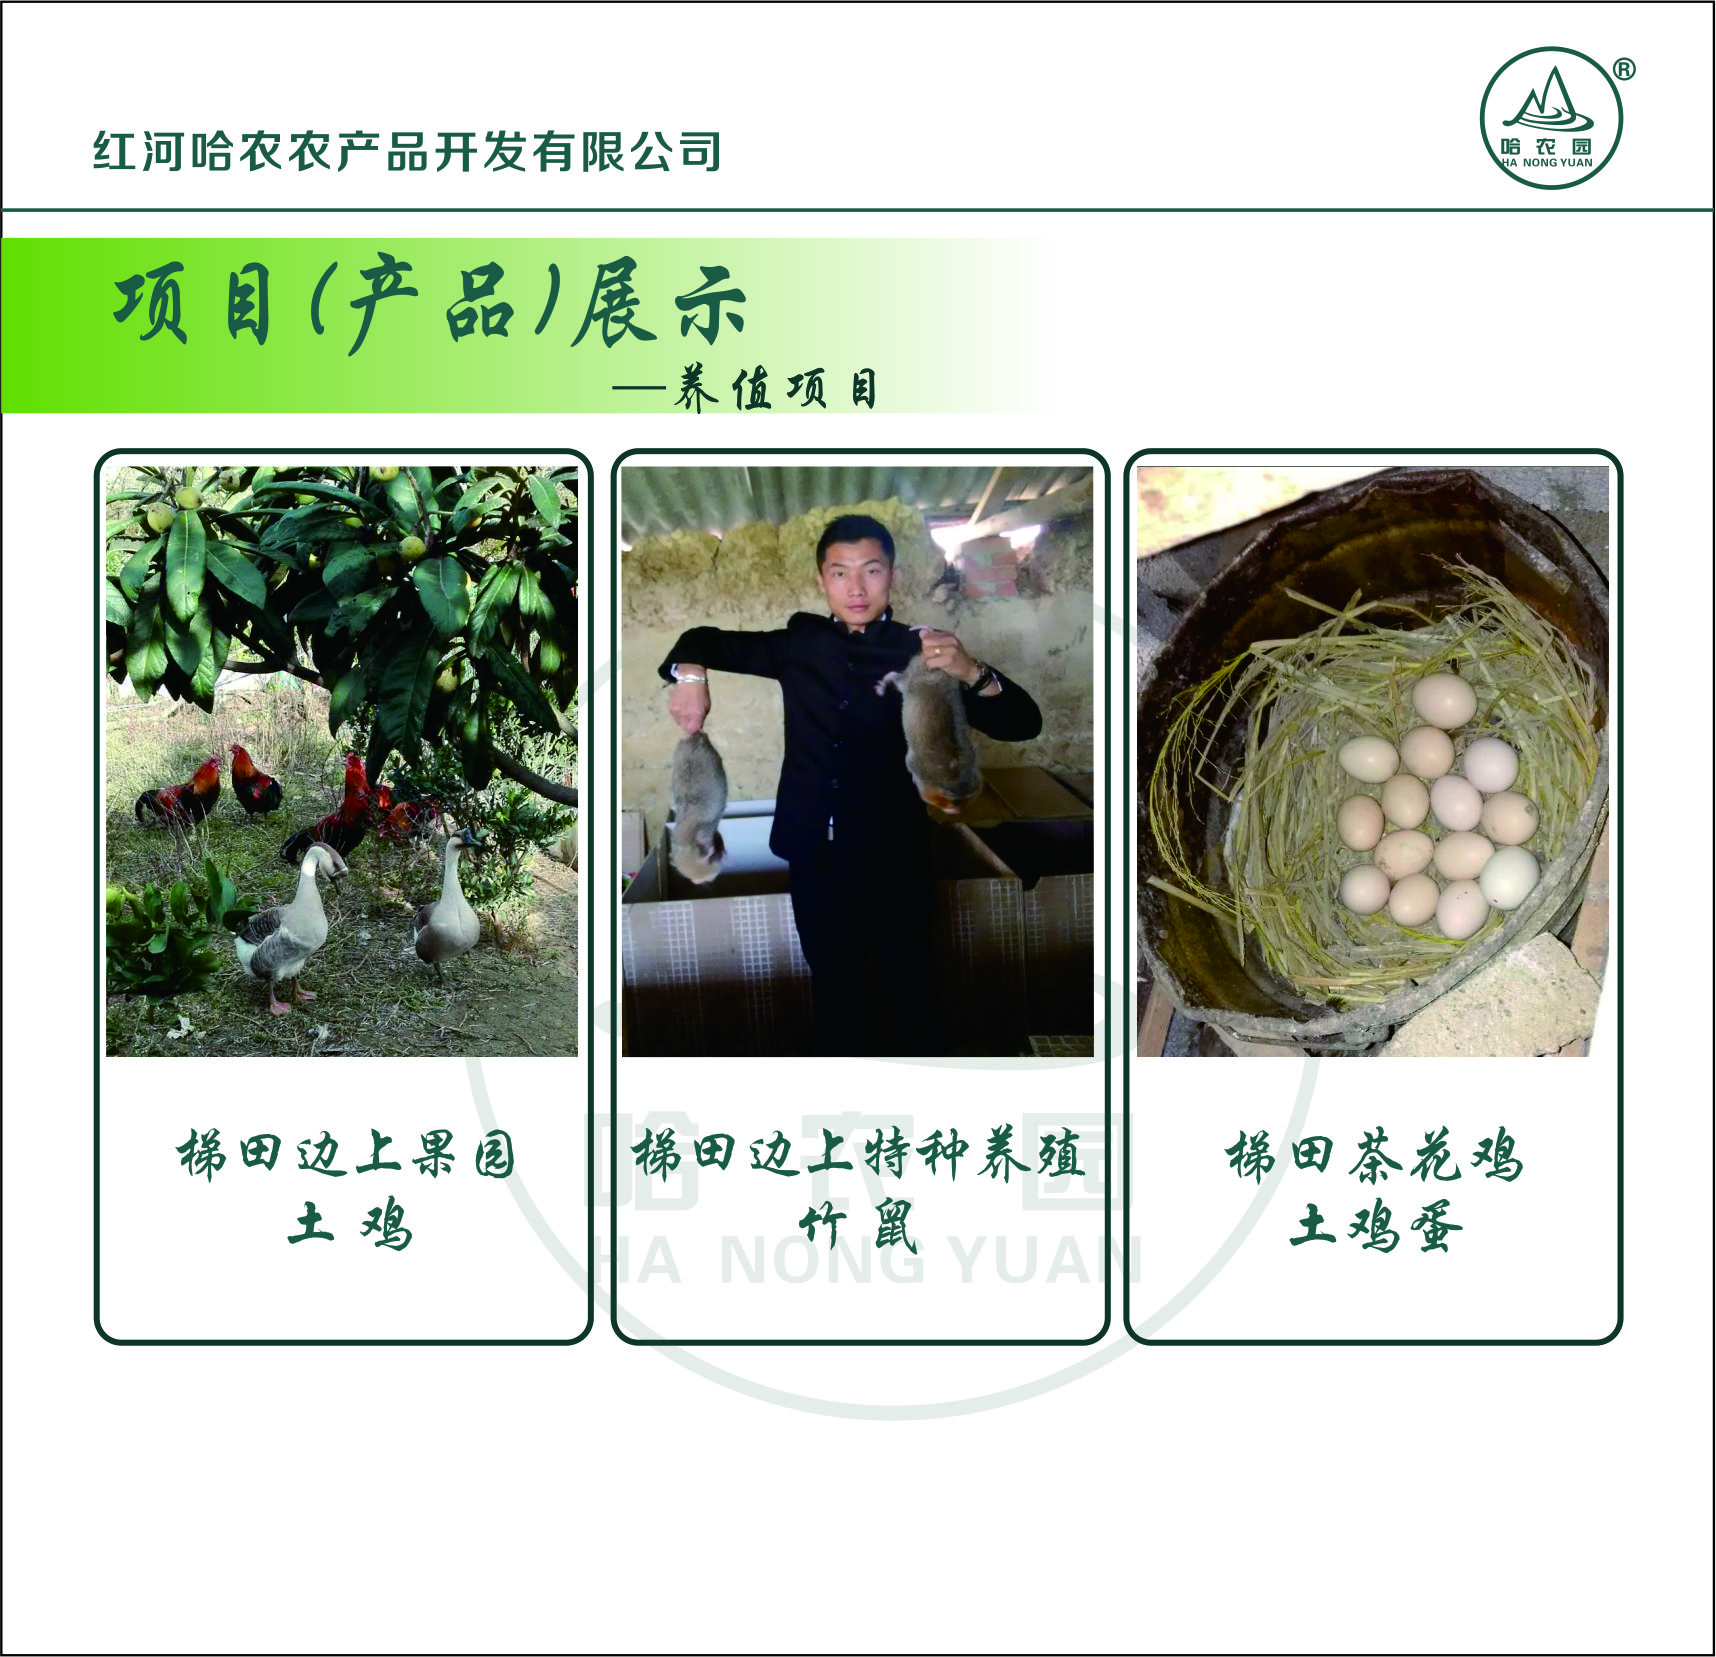 红河哈农农产品开发有限公司
®
哈农园
HA NONG YUAN
项目(产品)展示
—养值项目
梯田边上果园
土鸡
梯田边上特种养殖
竹鼠
梯田茶花鸡
土鸡蛋
哈农园
HA NONG YUAN